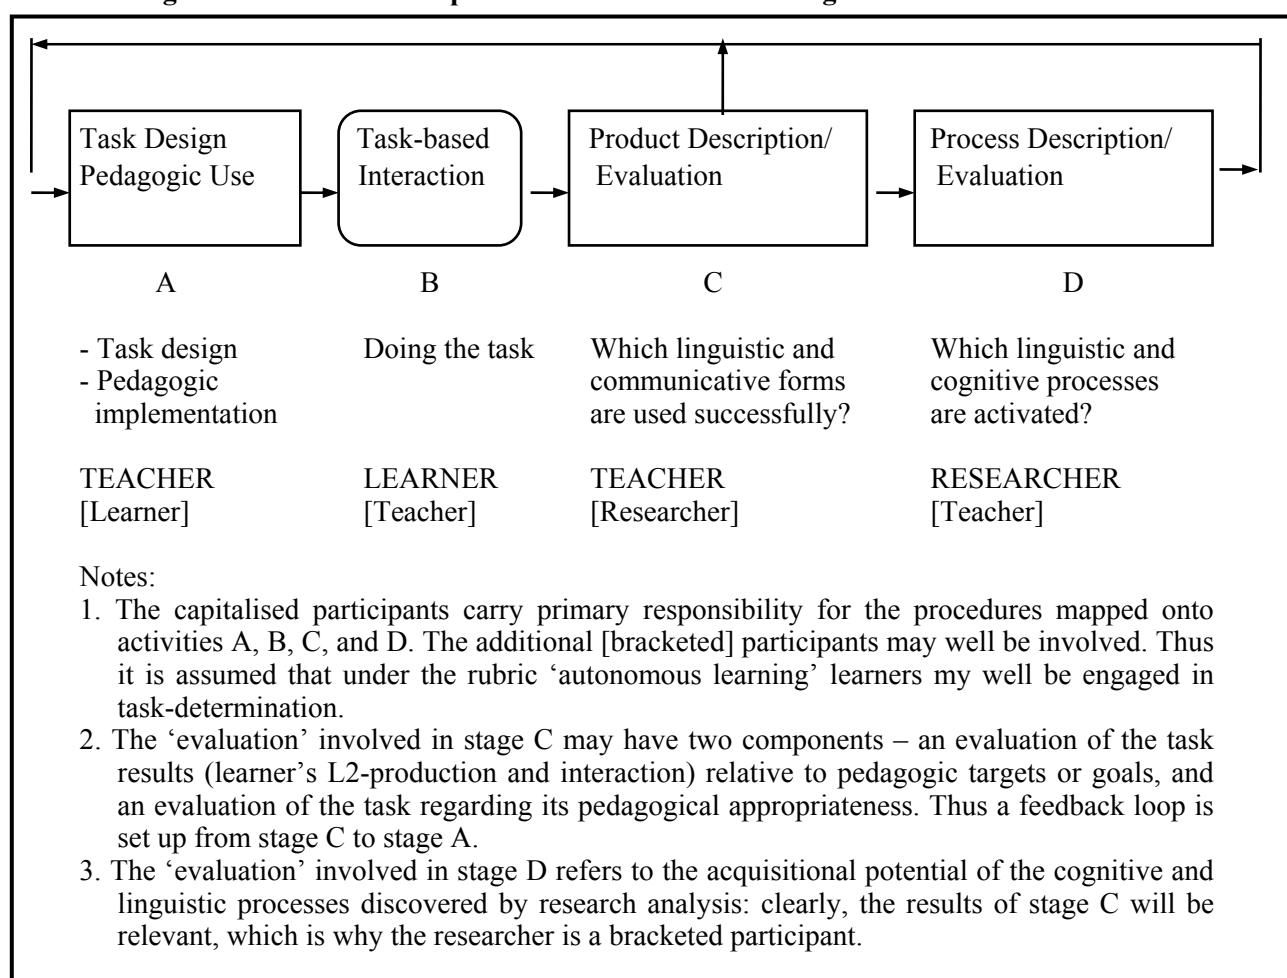 Task Design
Pedagogic Use
Task-based
Interaction
Product Description/
Evaluation
Process Description/
Evaluation
A
B
C
D
- Task design
- Pedagogic
implementation
Doing the task
Which linguistic and
communicative forms
are used successfully?
Which linguistic and
cognitive processes
are activated?
TEACHER
[Learner]
LEARNER
[Teacher]
TEACHER
[Researcher]
RESEARCHER
[Teacher]
Notes:
1. The capitalised participants carry primary responsibility for the procedures mapped onto
activities A, B, C, and D. The additional [bracketed] participants may well be involved. Thus
it is assumed that under the rubric ‘autonomous learning’ learners my well be engaged in
task-determination.
2. The ‘evaluation’ involved in stage C may have two components – an evaluation of the task
results (learner’s L2-production and interaction) relative to pedagogic targets or goals, and
an evaluation of the task regarding its pedagogical appropriateness. Thus a feedback loop is
set up from stage C to stage A.
3. The ‘evaluation’ involved in stage D refers to the acquisitional potential of the cognitive and
linguistic processes discovered by research analysis: clearly, the results of stage C will be
relevant, which is why the researcher is a bracketed participant.